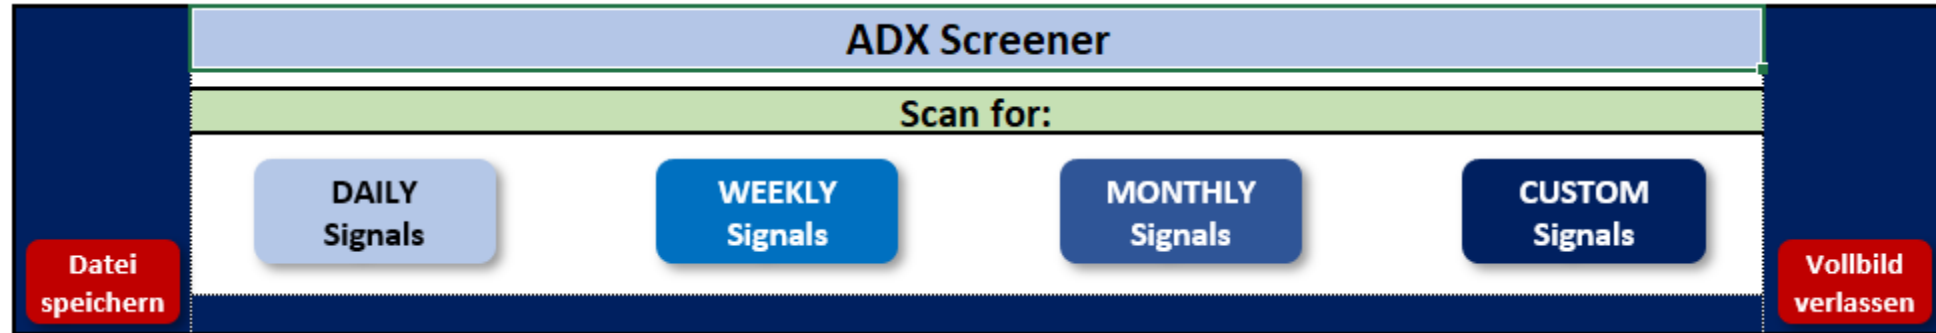 ADX Screener
Scan for:
DAILY
Signals
WEEKLY
Signals
MONTHLY
Signals
CUSTOM
Signals
Datei
speichern
Vollbild
verlassen